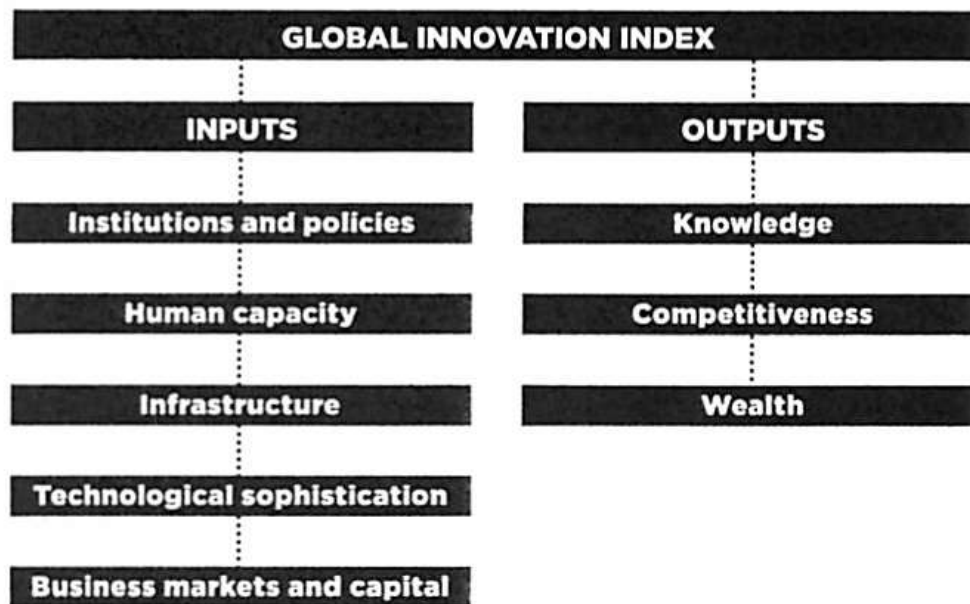 GLOBAL INNOVATION INDEX
INPUTS
Institutions and policies
Human capacity
Infrastructure
Technological sophistication
Business markets and capital
OUTPUTS
Knowledge
Competitiveness
Wealth